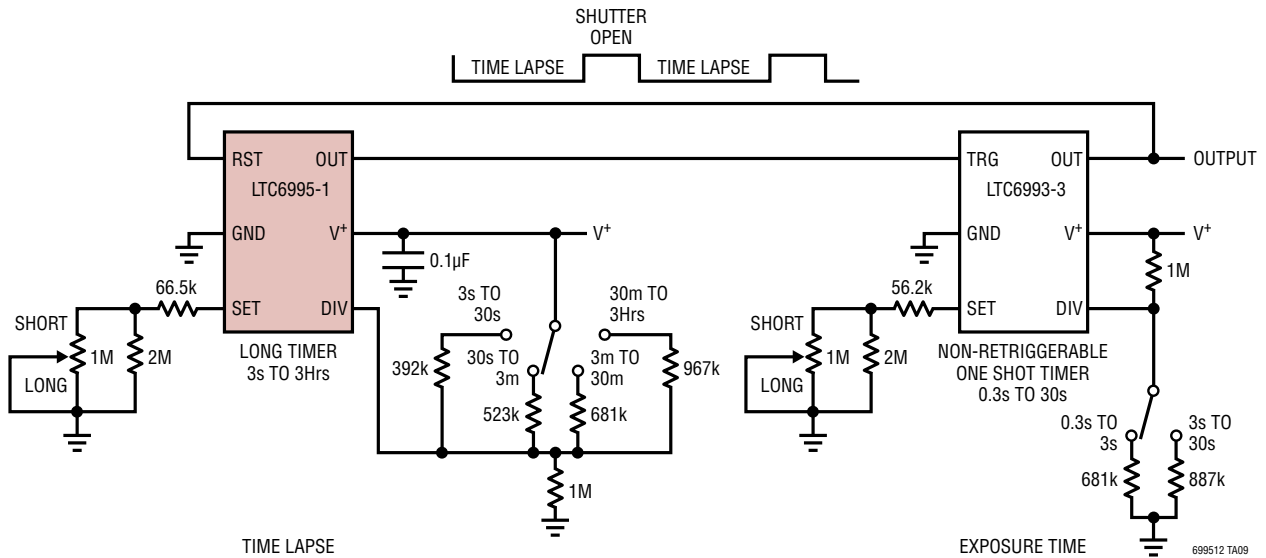 SHUTTER
OPEN
TIME LAPSE
TIME LAPSE
RST
OUT
LTC6995-1
GND
V+
SET
DIV
LONG TIMER
3s TO 3Hrs
66.5k
SHORT
1M
2M
LONG
0.1µF
V+
3s TO
30s
30m TO
3Hrs
392k
30s TO
3m
3m TO
30m
967k
523k
681k
1M
TIME LAPSE
TRG
OUT
OUTPUT
LTC6993-3
GND
V+
V+
1M
SET
DIV
56.2k
SHORT
1M
2M
LONG
NON-RETRIGGERABLE
ONE SHOT TIMER
0.3s TO 30s
0.3s TO
3s
3s TO
30s
681k
887k
EXPOSURE TIME
699512 TA09